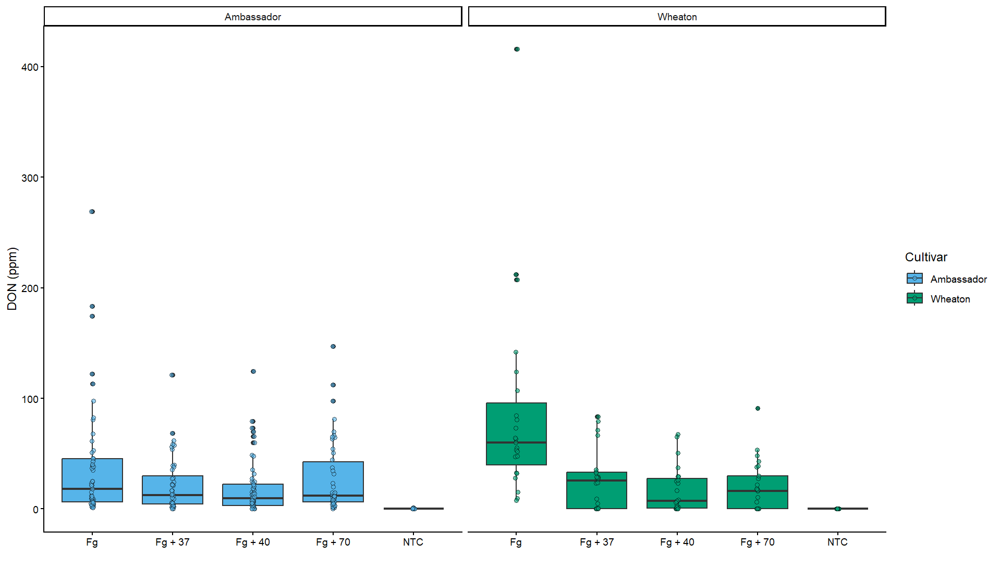 Ambassador
Wheaton
DON (ppm)
400
300
200
100
0
Fg
Fg + 37
Fg + 40
Fg + 70
NTC
Fg
Fg + 37
Fg + 40
Fg + 70
NTC
Cultivar
Ambassador
Wheaton